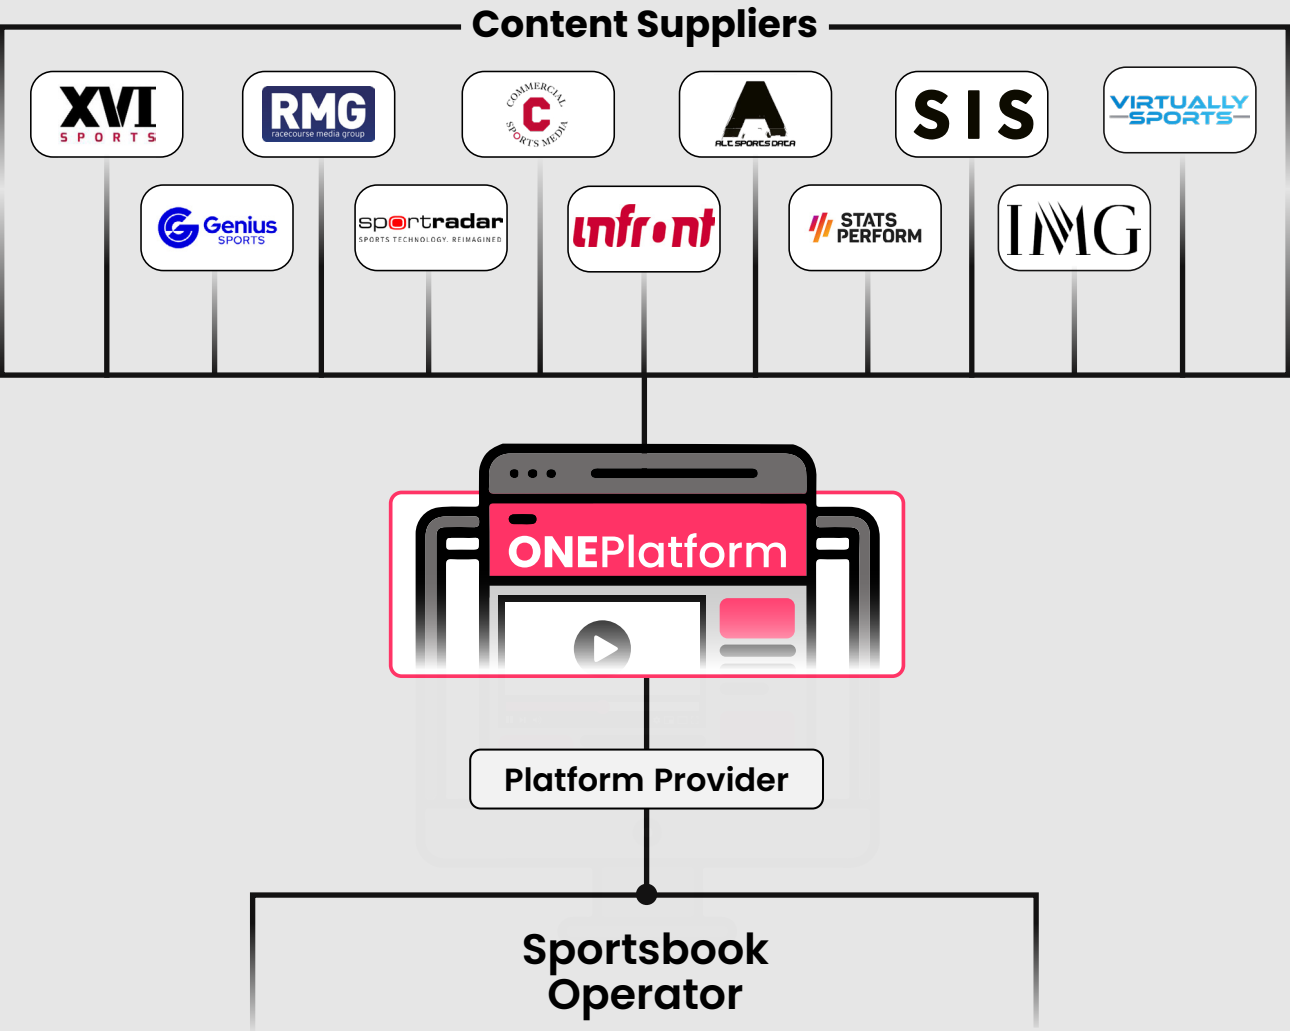 Content Suppliers
XVI
SPORTS
RMG
racecourse media group
COMMERCIAL
C
SPORTS MEDIA
A
ALT SPORTS DATA
SIS
VIRTUALLY
SPORTS
Genius
SPORTS
sportradar
SPORTS TECHNOLOGY. REIMAGINED
infront
STATS
PERFORM
IMG
ONEPlatform
Platform Provider
Sportsbook
Operator